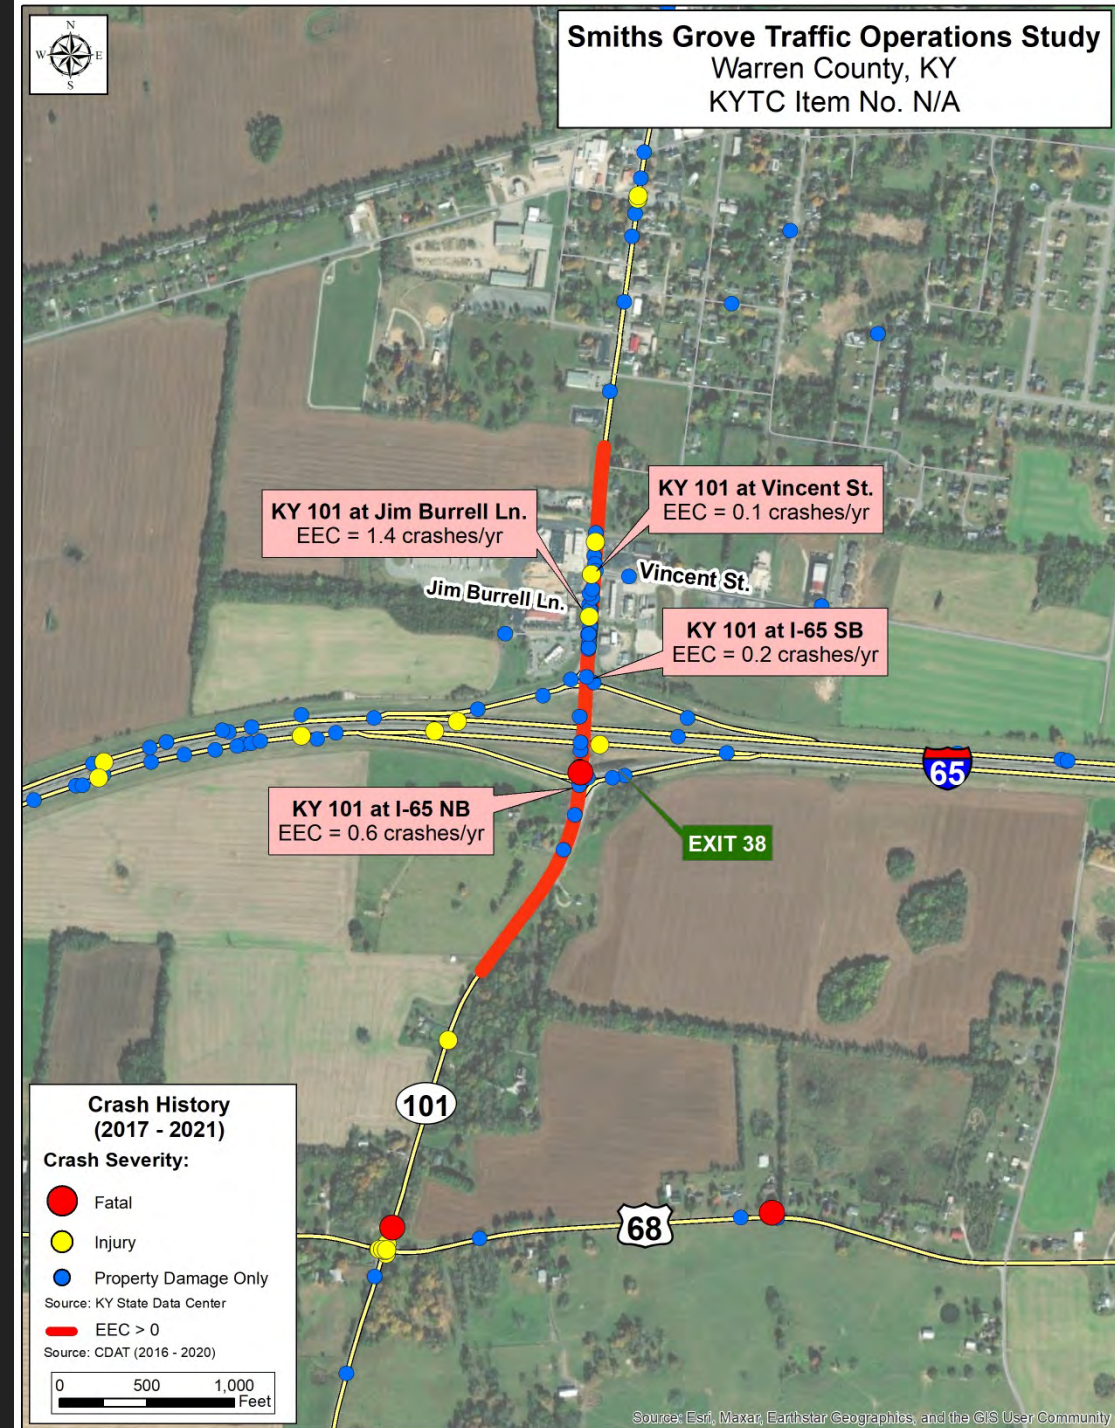 N
W E
S
Smiths Grove Traffic Operations Study
Warren County, KY
KYTC Item No. N/A
KY 101 at Vincent St.
EEC = 0.1 crashes/yr
KY 101 at Jim Burrell Ln.
EEC = 1.4 crashes/yr
Vincent St.
Jim Burrell Ln.
KY 101 at I-65 SB
EEC = 0.2 crashes/yr
65
KY 101 at I-65 NB
EEC = 0.6 crashes/yr
EXIT 38
101
68
Crash History
(2017 - 2021)
Crash Severity:
Fatal
Injury
Property Damage Only
Source: KY State Data Center
EEC > 0
Source: CDAT (2016 - 2020)
0 500 1,000
Feet
Source: Esri, Maxar, Earthstar Geographics, and the GIS User Community